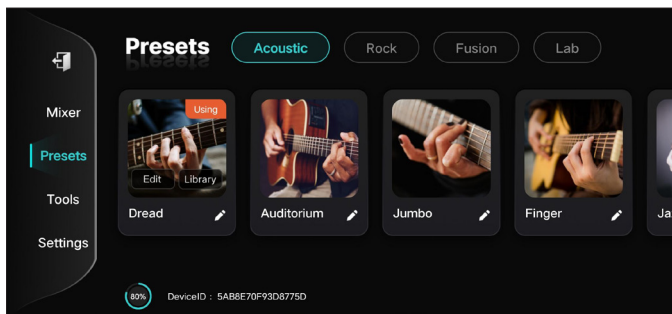 Presets
Acoustic
Rock
Fusion
Lab
Mixer
Presets
Tools
Settings
Using
Edit
Library
Dread
Auditorium
Jumbo
Finger
Ja
80%
DeviceID : 5AB8E70F93D8775D